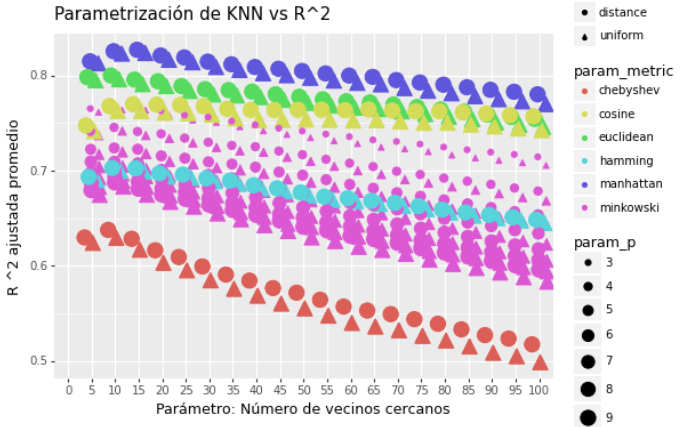 Parametrización de KNN vs R^2
R ^2 ajustada promedio
0.8
0.7
0.6
0.5
0 5 10 15 20 25 30 35 40 45 50 55 60 65 70 75 80 85 90 95 100
Parámetro: Número de vecinos cercanos
distance
uniform
param_metric
chebyshev
cosine
euclidean
hamming
manhattan
minkowski
param_p
3
4
5
6
7
8
9